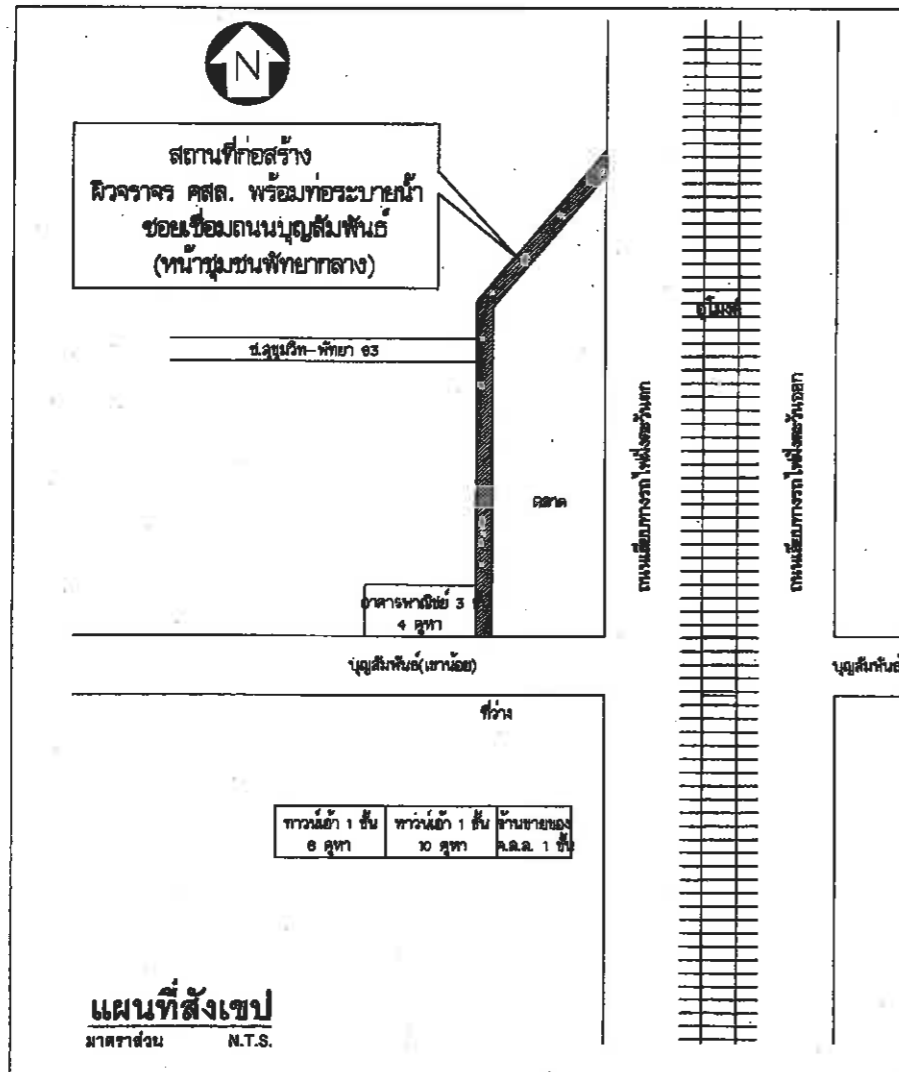 N
สถานที่ก่อสร้าง
ผิวจราจร คสล. พร้อมท่อระบายน้ำ
ซอยเชื่อมถนนบุญสัมพันธ์
(หน้าชุมชนพัทยากลาง)
อุโมงค์
ซ.สุขุมวิท-พัทยา 63
ถนนเลียบทางรถไฟฝั่งตะวันตก
ถนนเลียบทางรถไฟฝั่งตะวันออก
ตลาด
อาคารพาณิชย์ 3
4 คูหา
บุญสัมพันธ์(เขาน้อย)
บุญสัมพันธ์
ที่ว่าง
ทาวน์เฮ้า 1 ชั้น
6 คูหา
ทาวน์เฮ้า 1 ชั้น
10 คูหา
ร้านขายของ
ค.ส.ล. 1 ชั้น
แผนที่สังเขป
มาตราส่วน N.T.S.